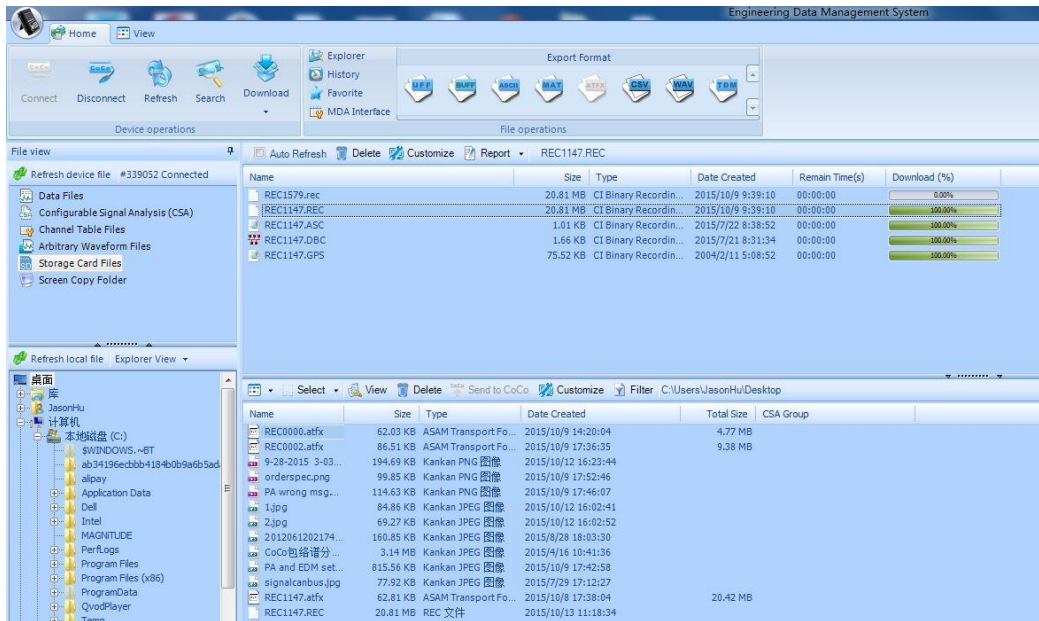 Engineering Data Management System
Home View
Connect Disconnect Refresh Search Download
Explorer
History
Favorite
MDA Interface
Export Format
UFF BUFF ASCII MAT ATFX CSV WAV TDM
Device operations File operations
File view
Auto Refresh Delete Customize Report REC1147.REC
Refresh device file #339052 Connected
Data Files
Configurable Signal Analysis (CSA)
Channel Table Files
Arbitrary Waveform Files
Storage Card Files
Screen Copy Folder
Name Size Type Date Created Remain Time(s) Download (%)
REC1579.rec 20.81 MB CI Binary Recordin... 2015/10/9 9:39:10 00:00:00 0.00%
REC1147.REC 20.81 MB CI Binary Recordin... 2015/10/9 9:39:10 00:00:00 100.00%
REC1147.ASC 1.01 KB CI Binary Recordin... 2015/7/22 8:38:52 00:00:00 100.00%
REC1147.DBC 1.66 KB CI Binary Recordin... 2015/7/21 8:31:34 00:00:00 100.00%
REC1147.GPS 75.52 KB CI Binary Recordin... 2004/2/11 5:08:52 00:00:00 100.00%
Refresh local file Explorer View
桌面
库
JasonHu
计算机
本地磁盘 (C:)
$WINDOWS.~BT
ab34196ecbbb4184b0b9a6b5ad
alipay
Application Data
Dell
Intel
MAGNITUDE
PerfLogs
Program Files
Program Files (x86)
ProgramData
QvodPlayer
Temp
Select View Delete Send to CoCo Customize Filter C:\Users\JasonHu\Desktop
Name Size Type Date Created Total Size CSA Group
REC0000.atfx 62.03 KB ASAM Transport Fo... 2015/10/9 14:20:04 4.77 MB
REC0002.atfx 86.51 KB ASAM Transport Fo... 2015/10/9 17:36:35 9.38 MB
9-28-2015 3-03... 194.69 KB Kankan PNG 图像 2015/10/12 16:23:44
orderspec.png 99.85 KB Kankan PNG 图像 2015/10/9 17:52:46
PA wrong msg.... 114.63 KB Kankan PNG 图像 2015/10/9 17:46:07
1.jpg 84.86 KB Kankan JPEG 图像 2015/10/12 16:02:41
2.jpg 69.27 KB Kankan JPEG 图像 2015/10/12 16:02:52
2012061202174... 160.85 KB Kankan JPEG 图像 2015/8/28 18:03:30
CoCo包络谱分... 3.14 MB Kankan JPEG 图像 2015/4/16 10:41:36
PA and EDM set... 815.56 KB Kankan JPEG 图像 2015/10/9 17:42:58
signalcanbus.jpg 77.92 KB Kankan JPEG 图像 2015/7/29 17:12:27
REC1147.atfx 62.81 KB ASAM Transport Fo... 2015/10/8 17:38:04 20.42 MB
REC1147.REC 20.81 MB REC 文件 2015/10/13 11:18:34